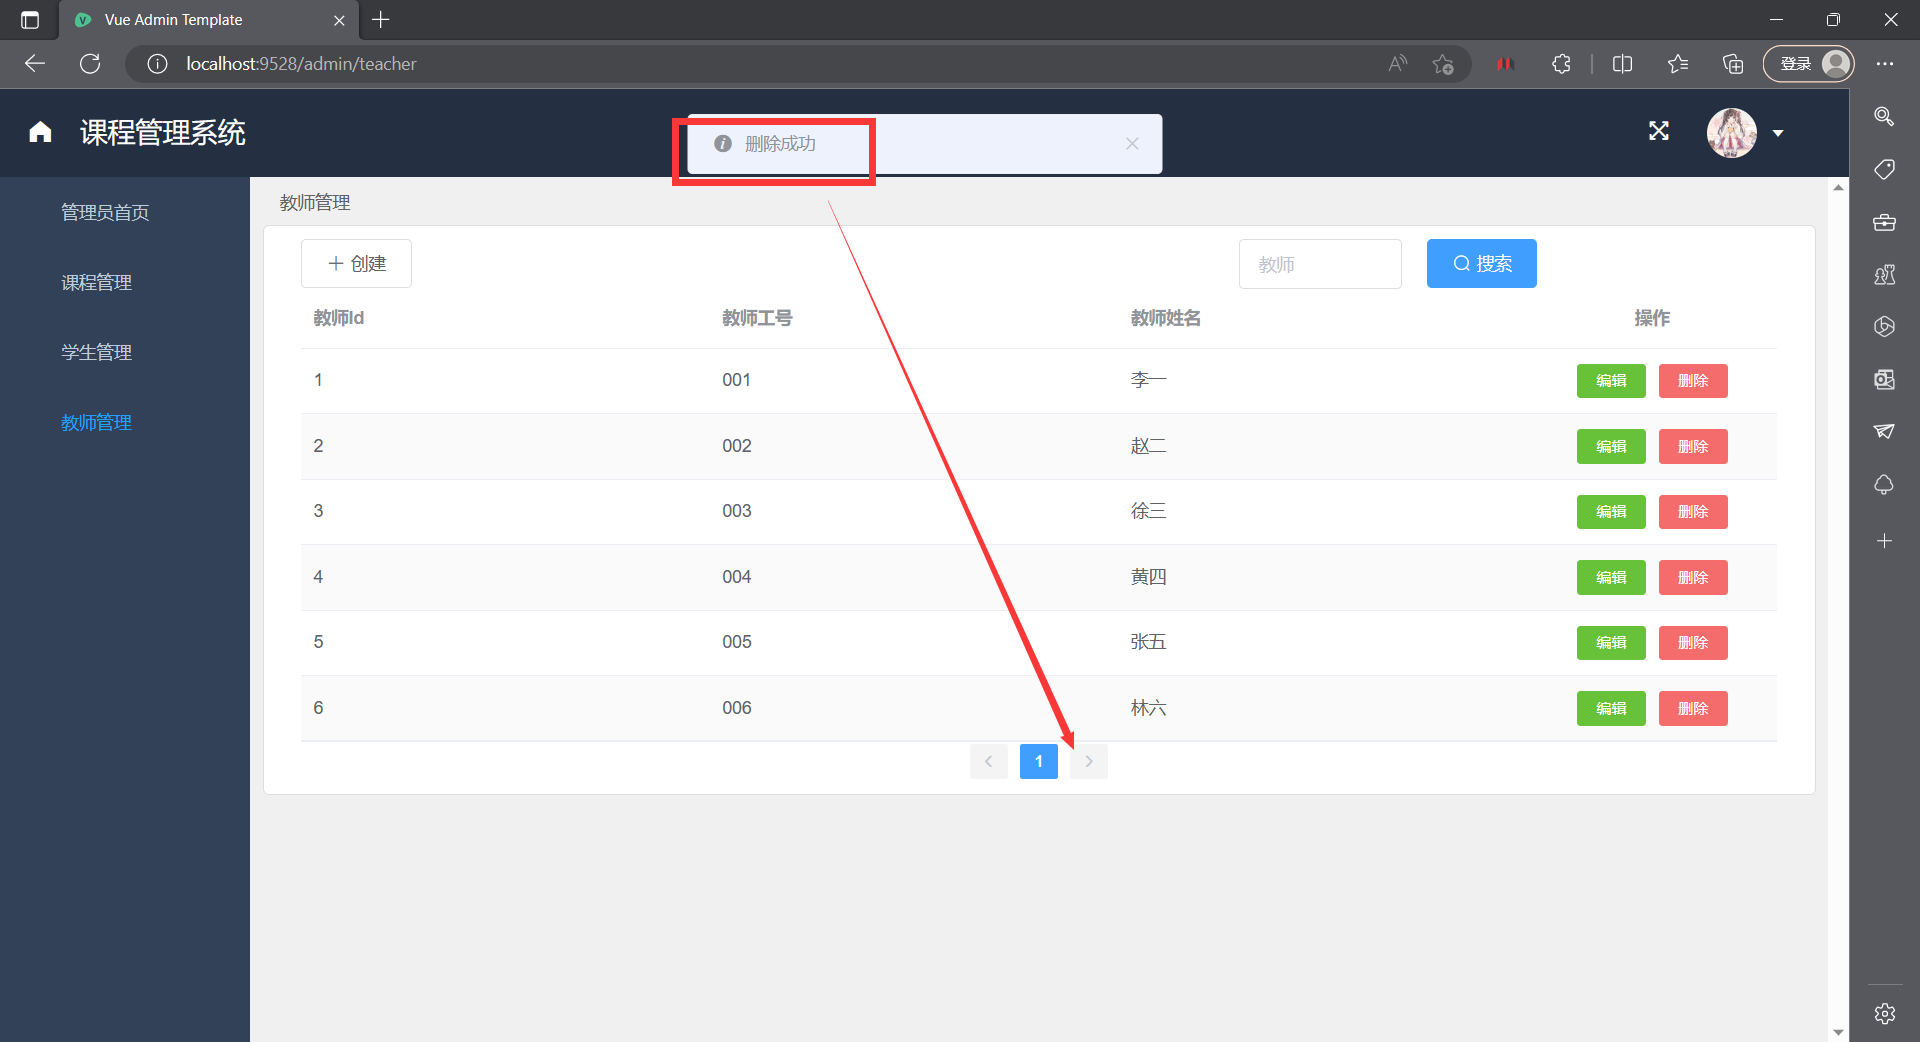 Vue Admin Template
localhost:9528/admin/teacher
登录
课程管理系统
删除成功
管理员首页
课程管理
学生管理
教师管理
教师管理
创建
教师
搜索
教师Id 教师工号 教师姓名 操作
1 001 李一 编辑 删除
2 002 赵二 编辑 删除
3 003 徐三 编辑 删除
4 004 黄四 编辑 删除
5 005 张五 编辑 删除
6 006 林六 编辑 删除
1